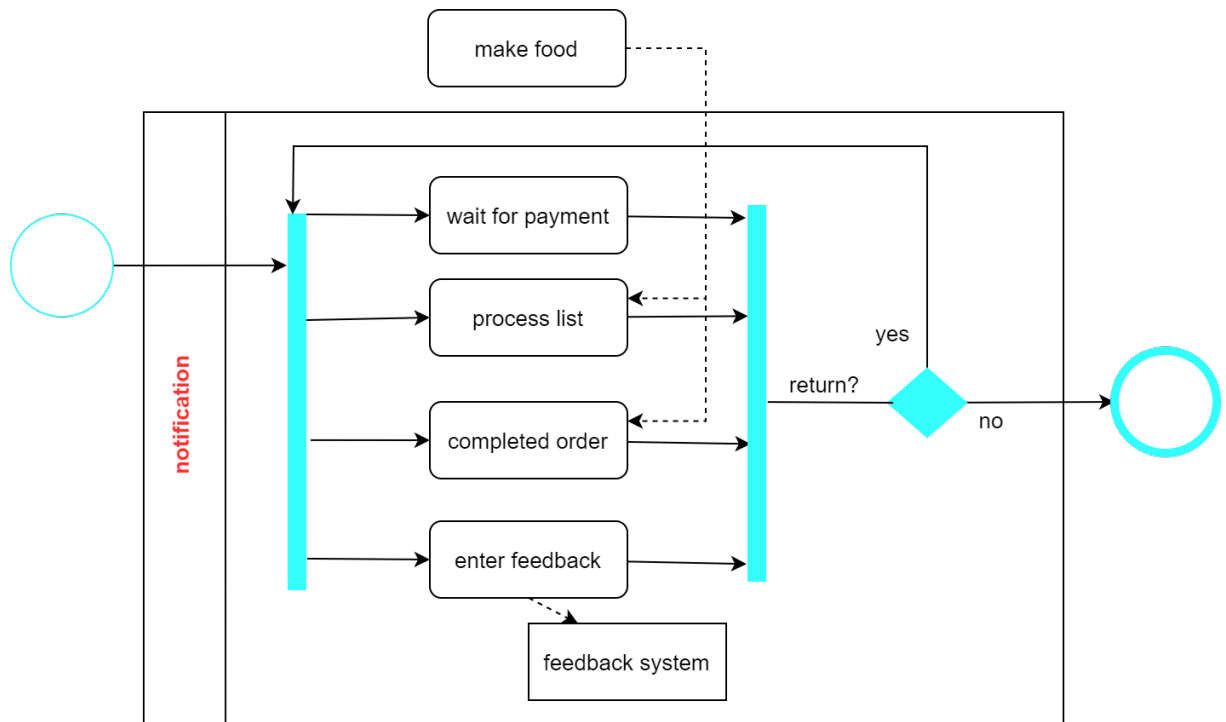 make food
wait for payment
process list
yes
return?
no
notification
completed order
enter feedback
feedback system